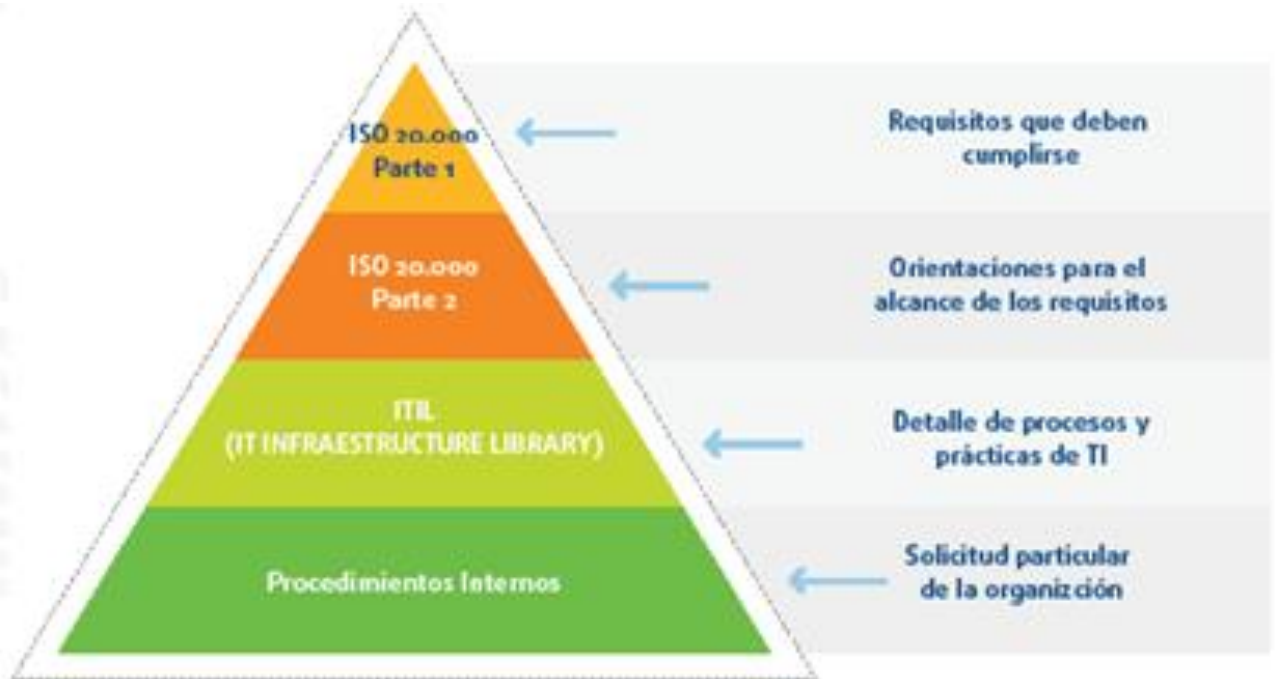 ISO 20.000
Parte 1
Requisitos que deben
cumplirse
ISO 20.000
Parte 2
Orientaciones para el
alcance de los requisitos
ITIL
(IT INFRAESTRUCTURE LIBRARY)
Detalle de procesos y
prácticas de TI
Procedimientos Internos
Solicitud particular
de la organizción